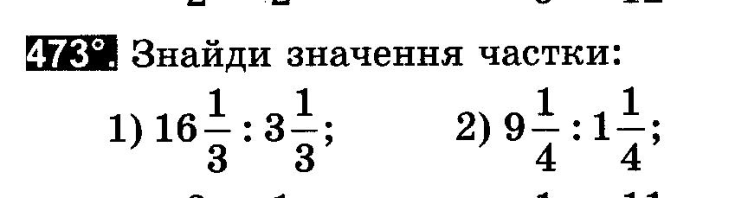 473°. Знайди значення частки:
1) 16 1/3 : 3 1/3; 2) 9 1/4 : 1 1/4;